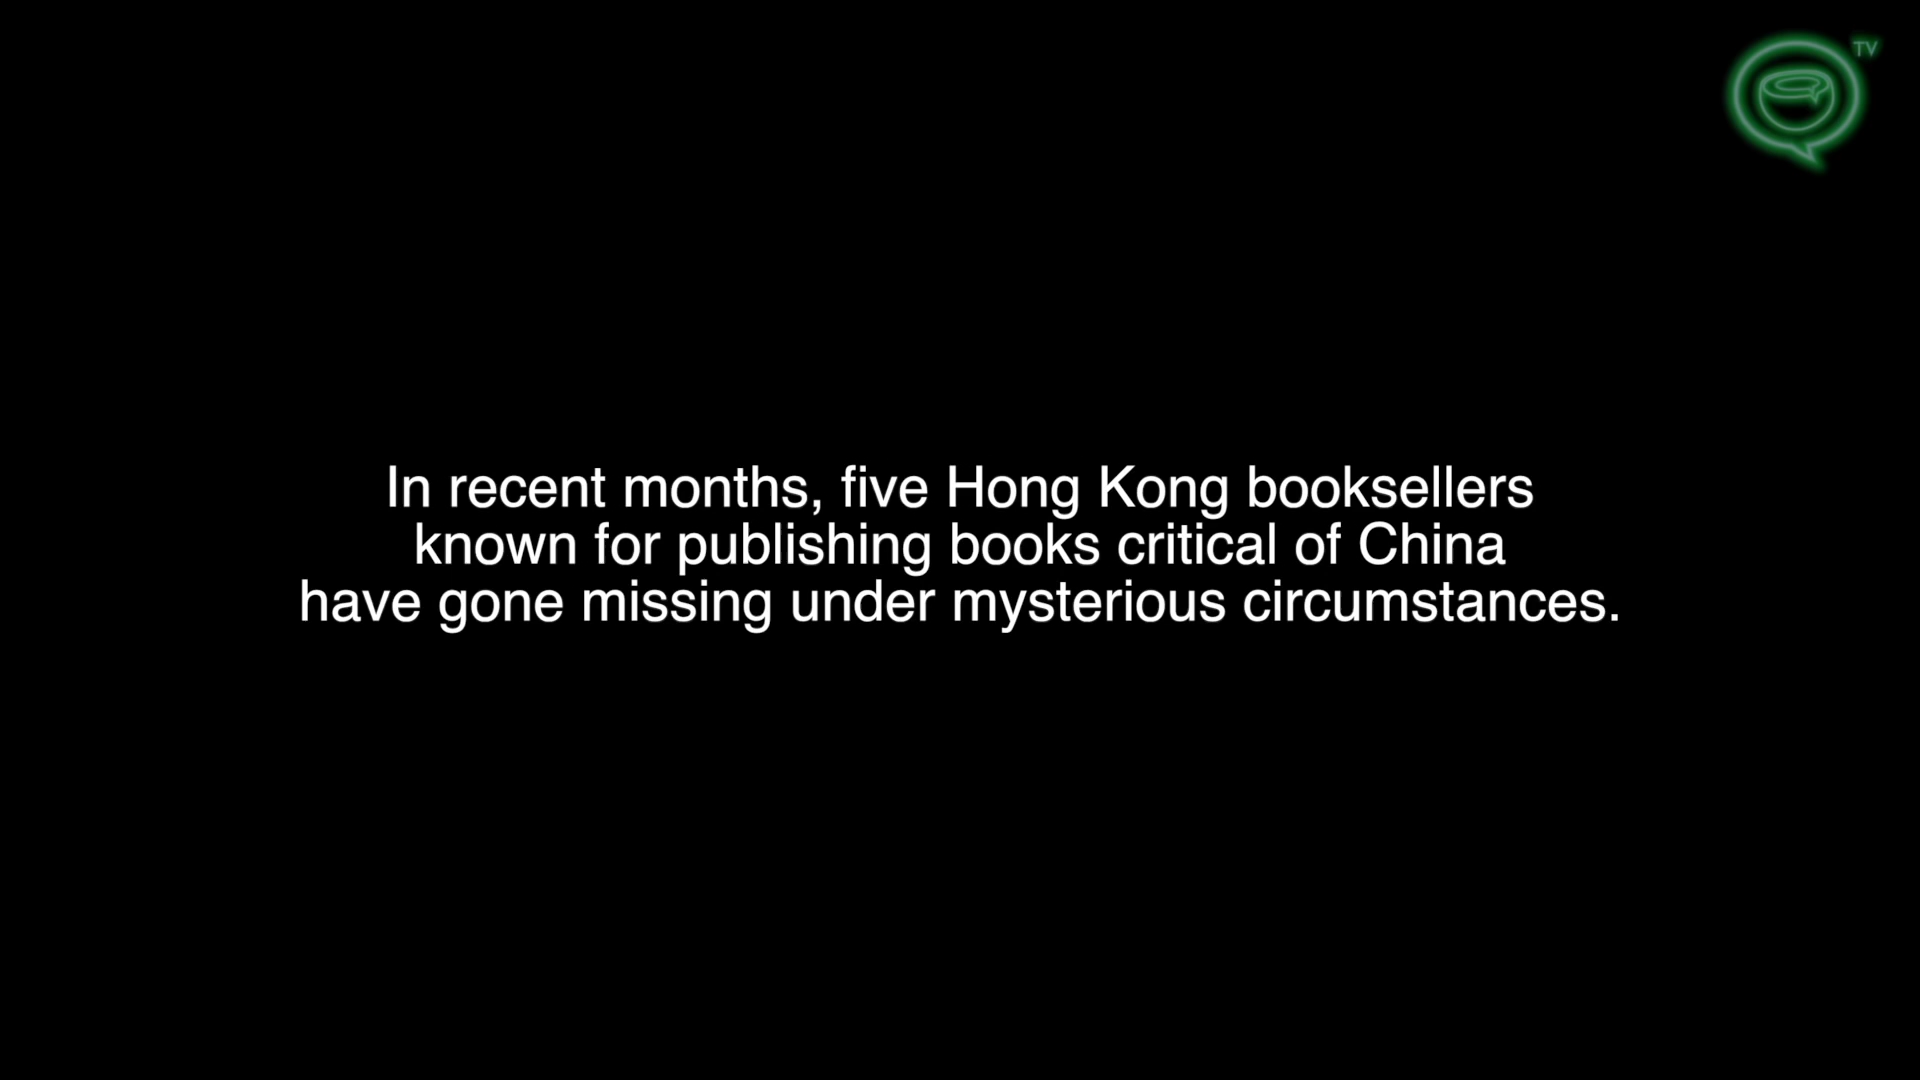 TV
In recent months, five Hong Kong booksellers
known for publishing books critical of China
have gone missing under mysterious circumstances.